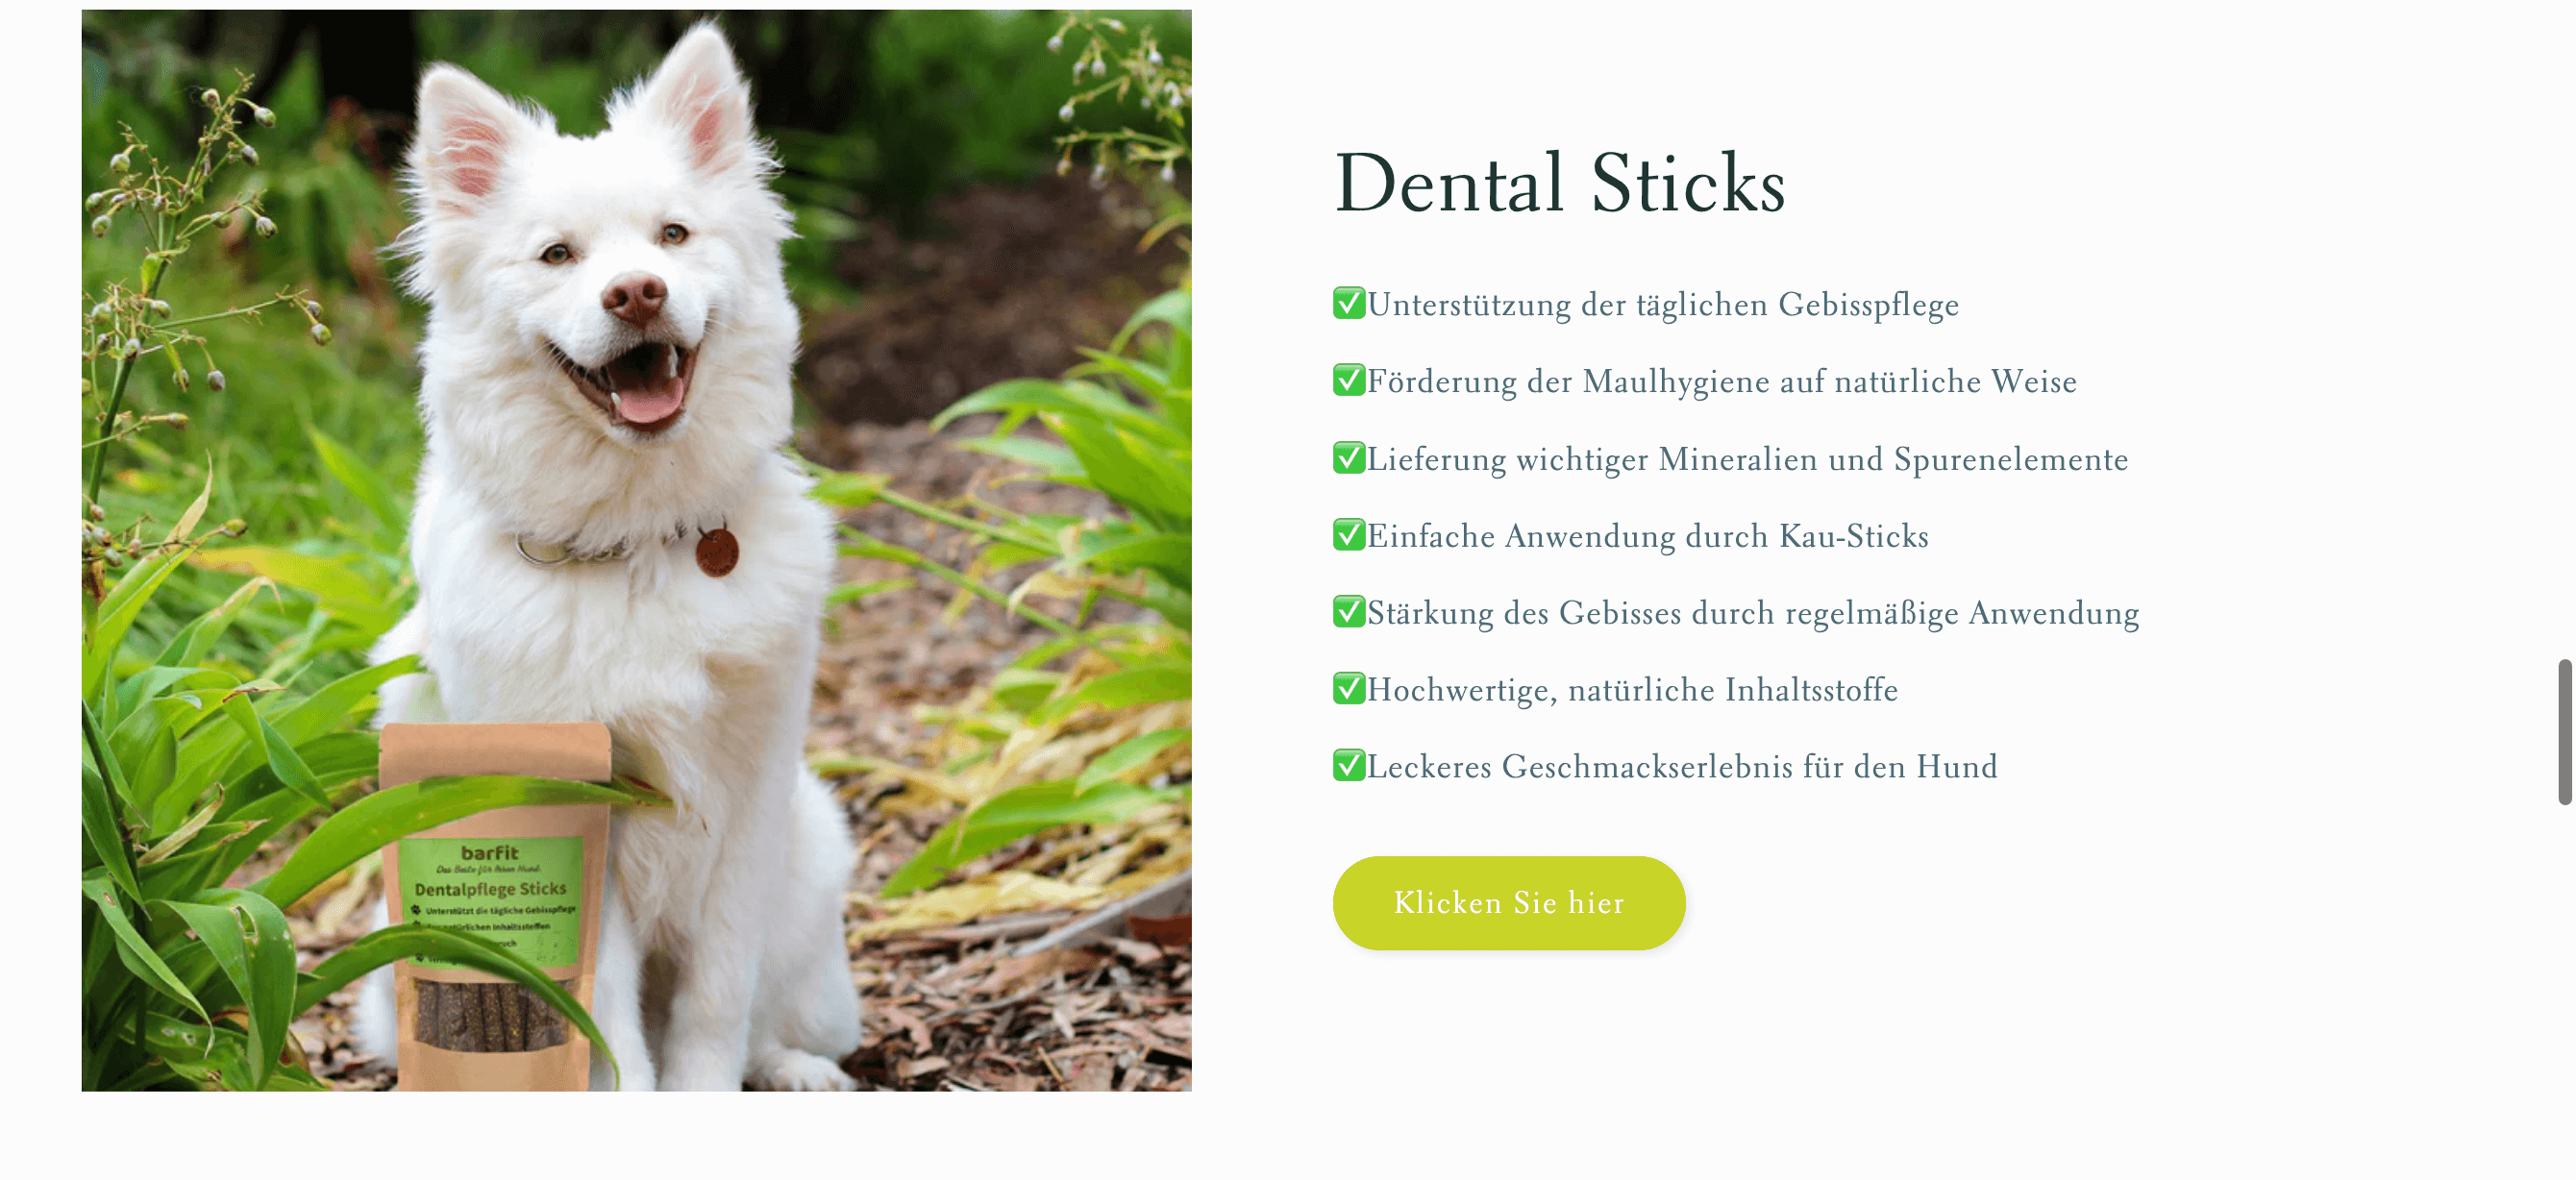 Dental Sticks
✅Unterstützung der täglichen Gebisspflege
✅Förderung der Maulhygiene auf natürliche Weise
✅Lieferung wichtiger Mineralien und Spurenelemente
✅Einfache Anwendung durch Kau-Sticks
✅Stärkung des Gebisses durch regelmäßige Anwendung
✅Hochwertige, natürliche Inhaltsstoffe
✅Leckeres Geschmackserlebnis für den Hund
Klicken Sie hier
barfit
Das Beste für Ihren Hund.
Dentalpflege Sticks
Unterstützt die tägliche Gebisspflege
natürlichen Inhaltsstoffen